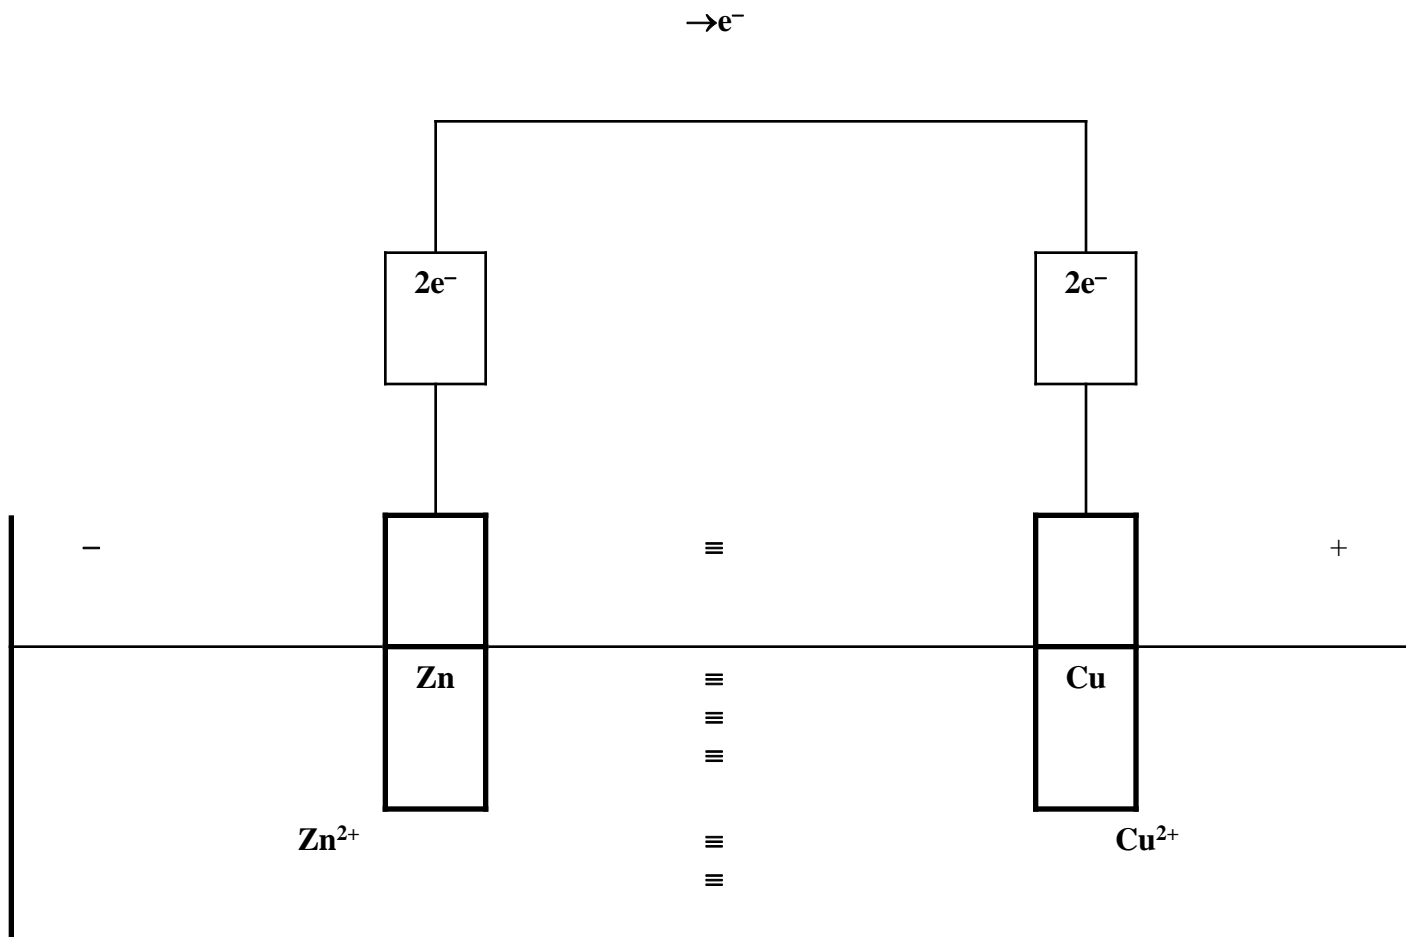 →e⁻
2e⁻ 2e⁻
− ≡ +
Zn ≡ Cu
≡
≡
Zn²⁺ ≡ Cu²⁺
≡